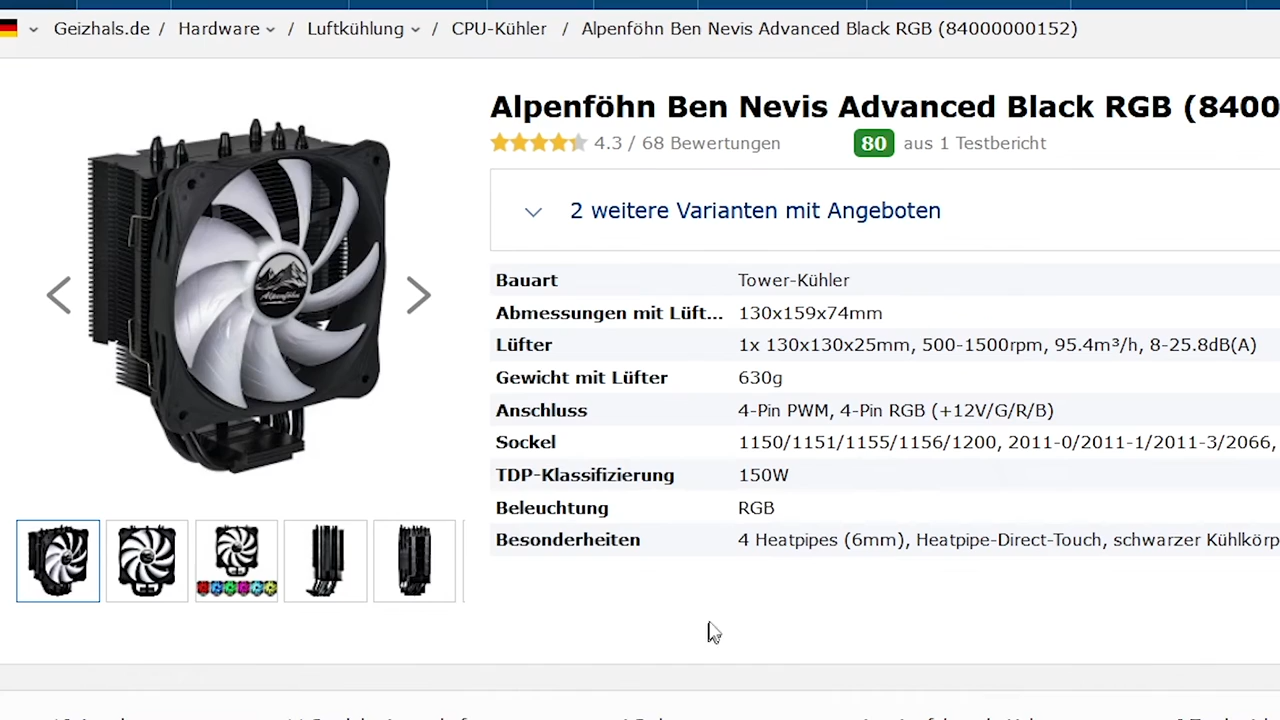 Geizhals.de / Hardware / Luftkühlung / CPU-Kühler / Alpenföhn Ben Nevis Advanced Black RGB (84000000152)
Alpenföhn Ben Nevis Advanced Black RGB (8400
4.3 / 68 Bewertungen 80 aus 1 Testbericht
2 weitere Varianten mit Angeboten
Bauart Tower-Kühler
Abmessungen mit Lüft... 130x159x74mm
Lüfter 1x 130x130x25mm, 500-1500rpm, 95.4m³/h, 8-25.8dB(A)
Gewicht mit Lüfter 630g
Anschluss 4-Pin PWM, 4-Pin RGB (+12V/G/R/B)
Sockel 1150/1151/1155/1156/1200, 2011-0/2011-1/2011-3/2066,
TDP-Klassifizierung 150W
Beleuchtung RGB
Besonderheiten 4 Heatpipes (6mm), Heatpipe-Direct-Touch, schwarzer Kühlkörp
Alpenföhn